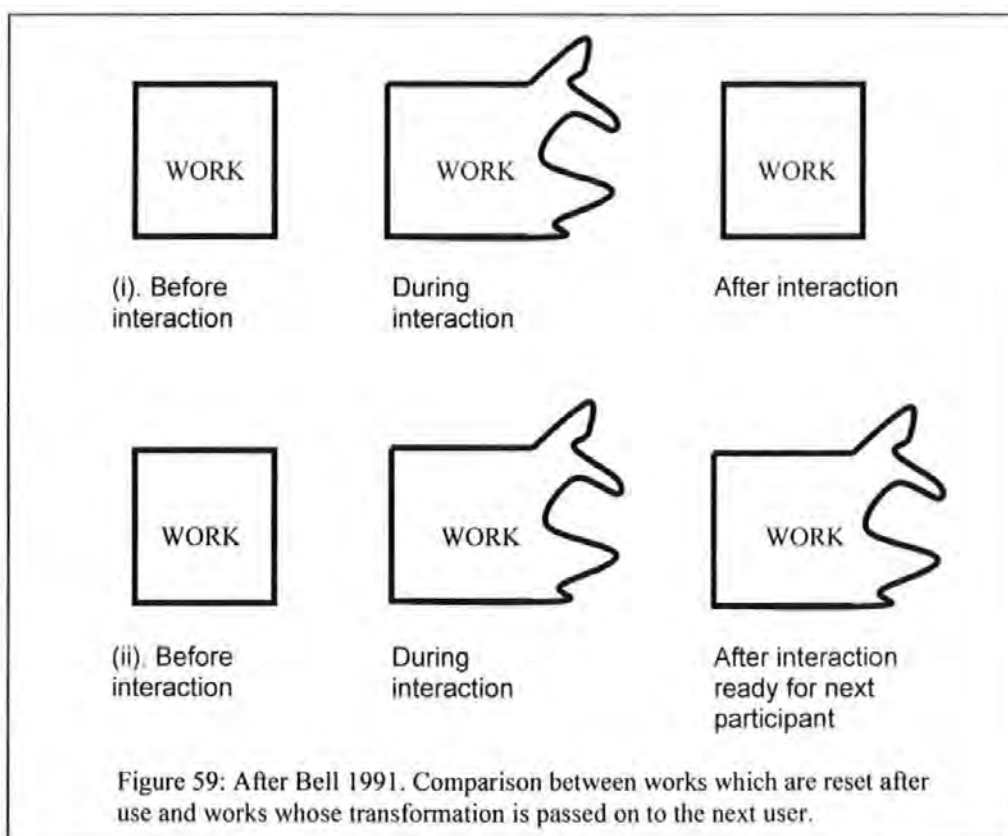 WORK WORK WORK
(i). Before During After interaction
interaction interaction
WORK WORK WORK
(ii). Before During After interaction
interaction interaction ready for next
participant
Figure 59: After Bell 1991. Comparison between works which are reset after
use and works whose transformation is passed on to the next user.